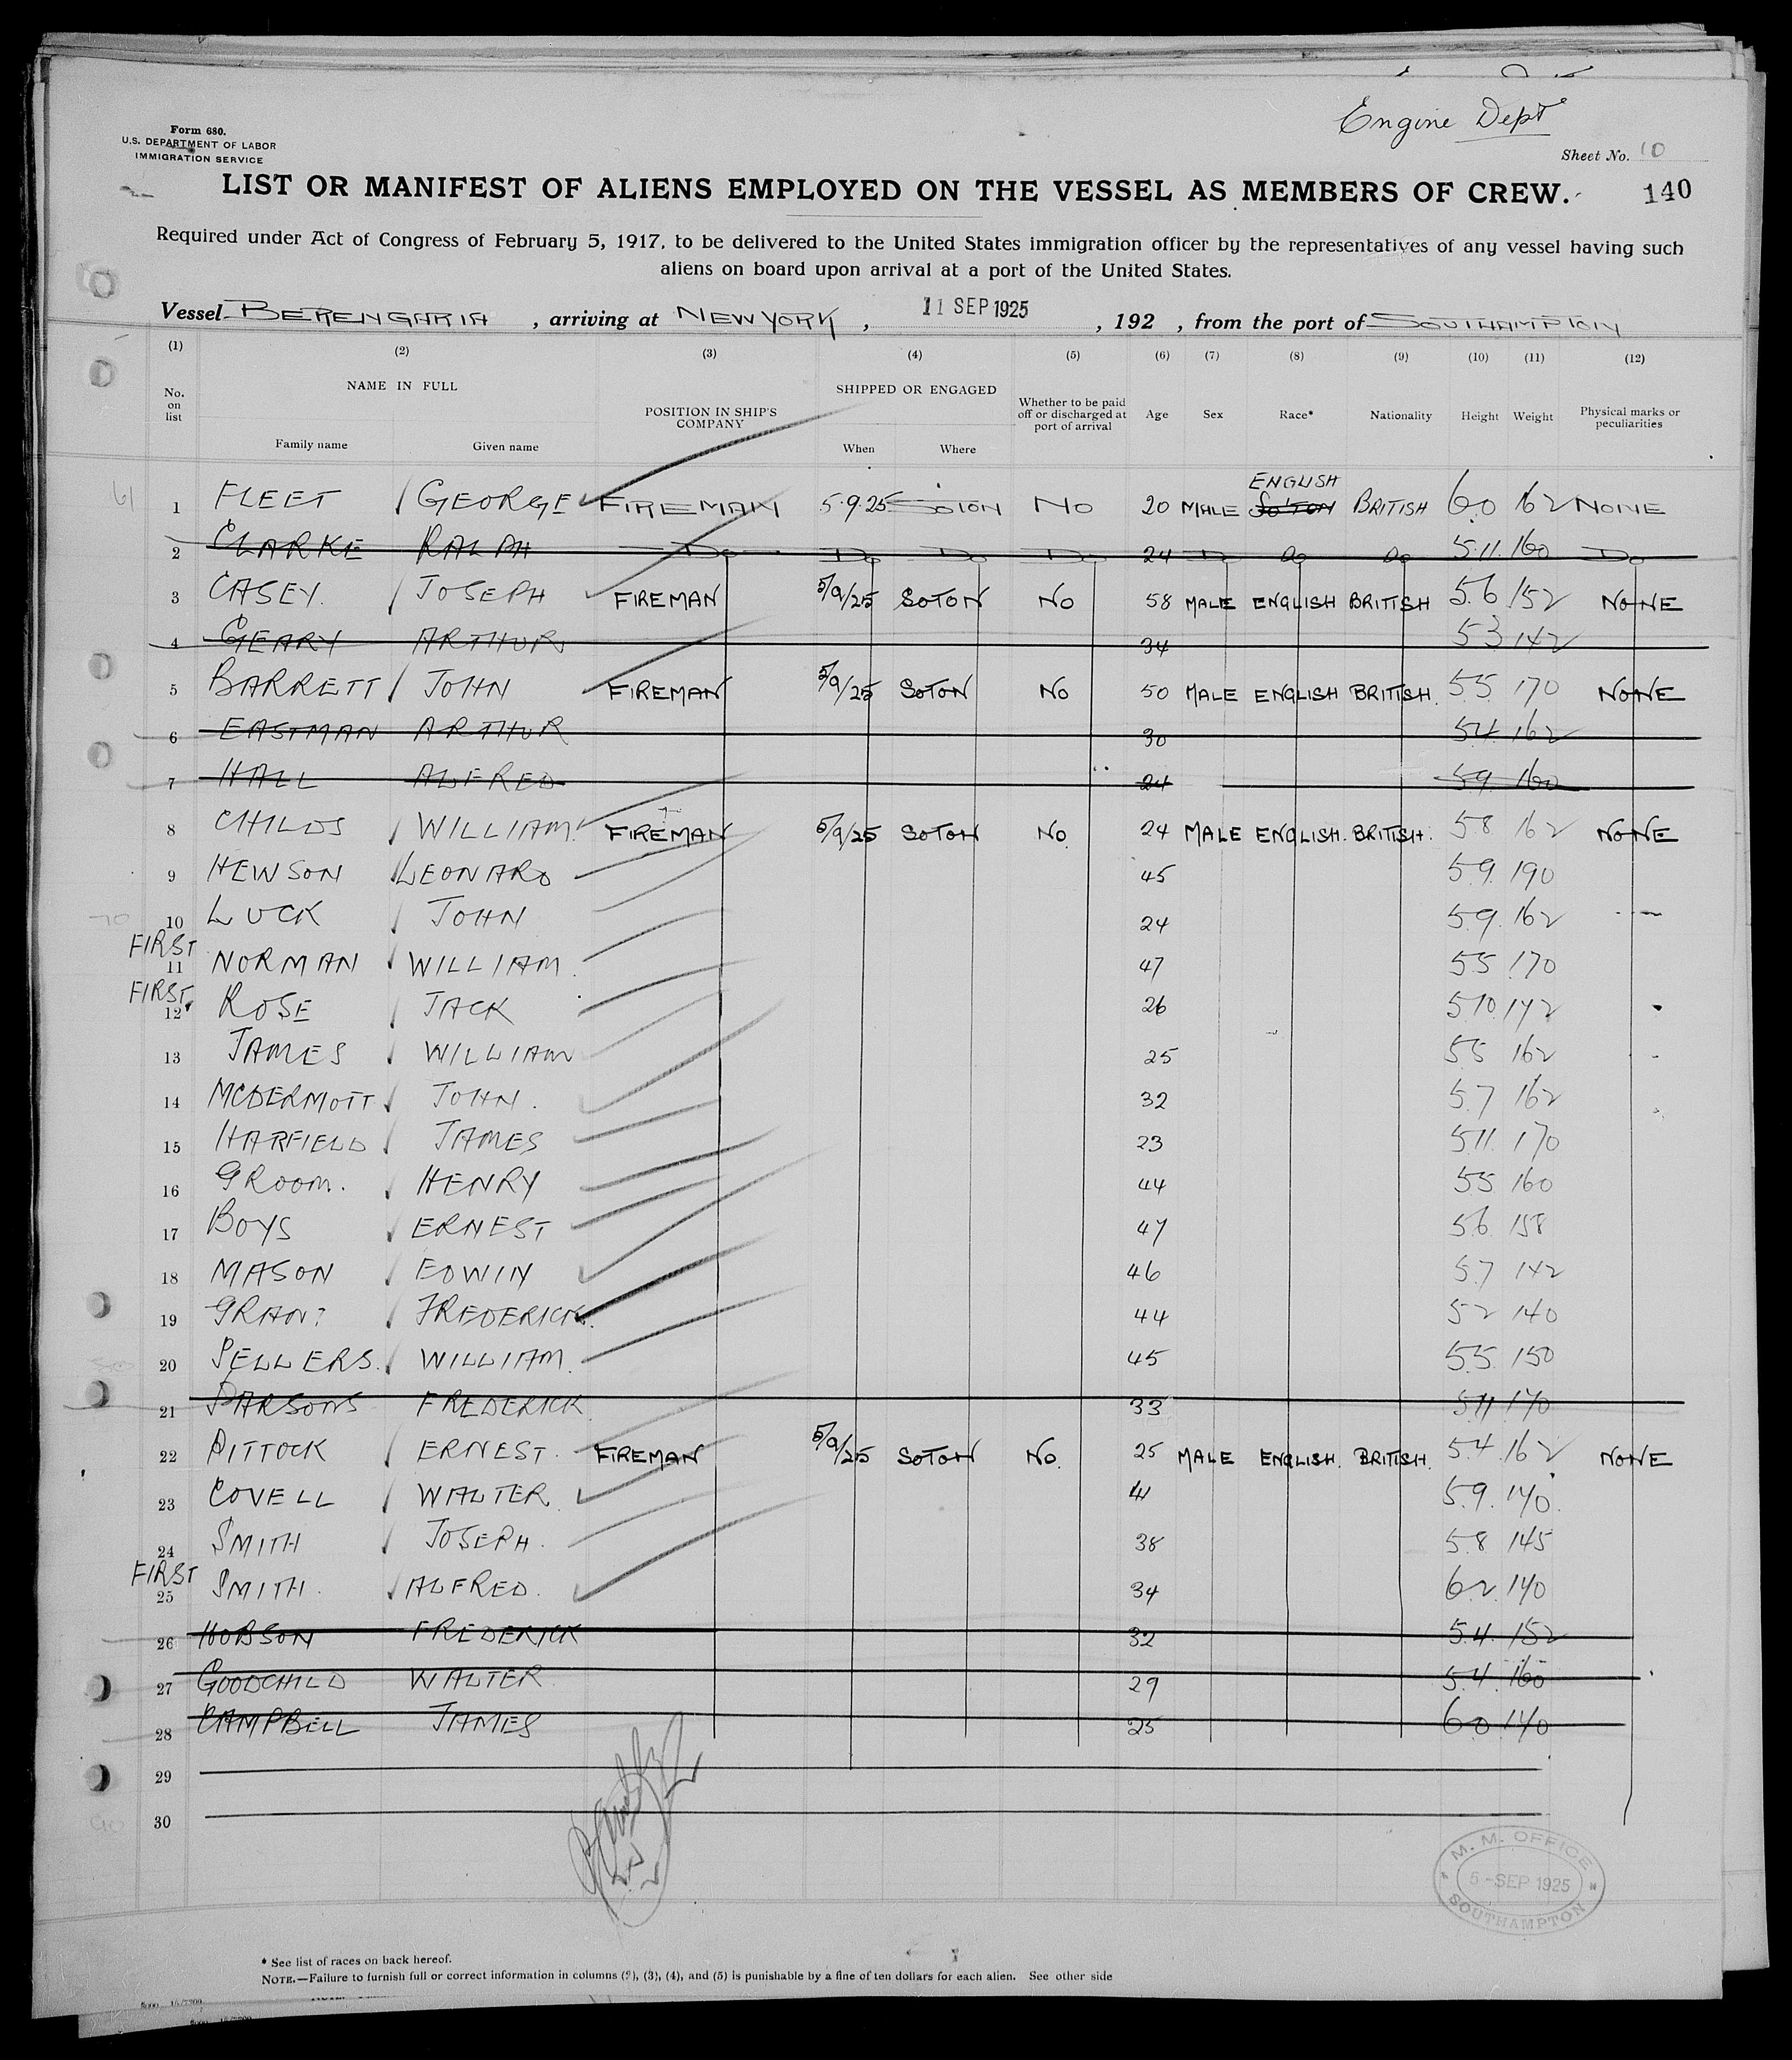 Engine Dept
Form 680.
U.S. DEPARTMENT OF LABOR
IMMIGRATION SERVICE
Sheet No. 10
LIST OR MANIFEST OF ALIENS EMPLOYED ON THE VESSEL AS MEMBERS OF CREW.
140
Required under Act of Congress of February 5, 1917, to be delivered to the United States immigration officer by the representatives of any vessel having such
aliens on board upon arrival at a port of the United States.
Vessel BERENGARIA, arriving at NEW YORK, 11 SEP 1925, 192 , from the port of SOUTHAMPTON
(1) (2) (3) (4) (5) (6) (7) (8) (9) (10) (11) (12)
No. on list NAME IN FULL POSITION IN SHIP'S COMPANY SHIPPED OR ENGAGED Whether to be paid off or discharged at port of arrival Age Sex Race* Nationality Height Weight Physical marks or peculiarities
Family name Given name When Where
ENGLISH
61 1 FLEET GEORGE FIREMAN 5.9.25 SOTON NO 20 MALE SO'TON BRITISH 6.0 162 NONE
2 CLARKE RALPH Do Do Do Do 24 Do Do Do 5.11. 160 Do
3 CASEY. JOSEPH FIREMAN 5/9/25 SOTON NO 58 MALE ENGLISH BRITISH 5.6 152 NONE
4 GEARY ARTHUR 34 5 3 142
5 BARRETT JOHN FIREMAN 5/9/25 SOTON NO 50 MALE ENGLISH BRITISH. 5.5 170 NONE
6 EASTMAN ARTHUR 30 5.4. 162
7 HALL ALFRED 24 5.9. 160
8 CHILDS WILLIAM. FIREMAN 5/9/25 SOTON NO. 24 MALE ENGLISH. BRITISH. 5.8 162 NONE
9 HEWSON LEONARD 45 5.9. 190
70 10 LUCK JOHN 24 5.9. 162
FIRST
11 NORMAN WILLIAM. 47 5.5 170
FIRST
12 ROSE JACK 26 5.10. 142
13 JAMES WILLIAM 25 5.5 162
14 MCDERMOTT JOHN. 32 5.7 162
15 HARFIELD JAMES 23 5.11. 170
16 GROOM. HENRY 44 5.5 160
17 BOYS ERNEST 47 5.6 158
18 MASON EDWIN 46 5.7 142
19 FREDERICK. 44 5.2 140
80 20 SELLERS. WILLIAM. 45 5.5. 150
21 PARSONS FREDERICK 33 5.11 170
22 PITTOCK ERNEST. FIREMAN 5/9/25 SOTON NO. 25 MALE ENGLISH. BRITISH. 5.4 162 NONE
23 COVELL WALTER 41 5.9. 140.
24 SMITH JOSEPH. 38 5.8 145
FIRST
25 SMITH. ALFRED. 34 6.2. 140
26 HOBSON FREDERICK 32 5.4. 152
27 GOODCHILD WALTER 29 5.4. 160
28 CAMPBELL JAMES 25 6.0 140
29
30
90
M. M. OFFICE
5 - SEP 1925
SOUTHAMPTON
* See list of races on back hereof.
NOTE.—Failure to furnish full or correct information in columns (2), (3), (4), and (5) is punishable by a fine of ten dollars for each alien. See other side